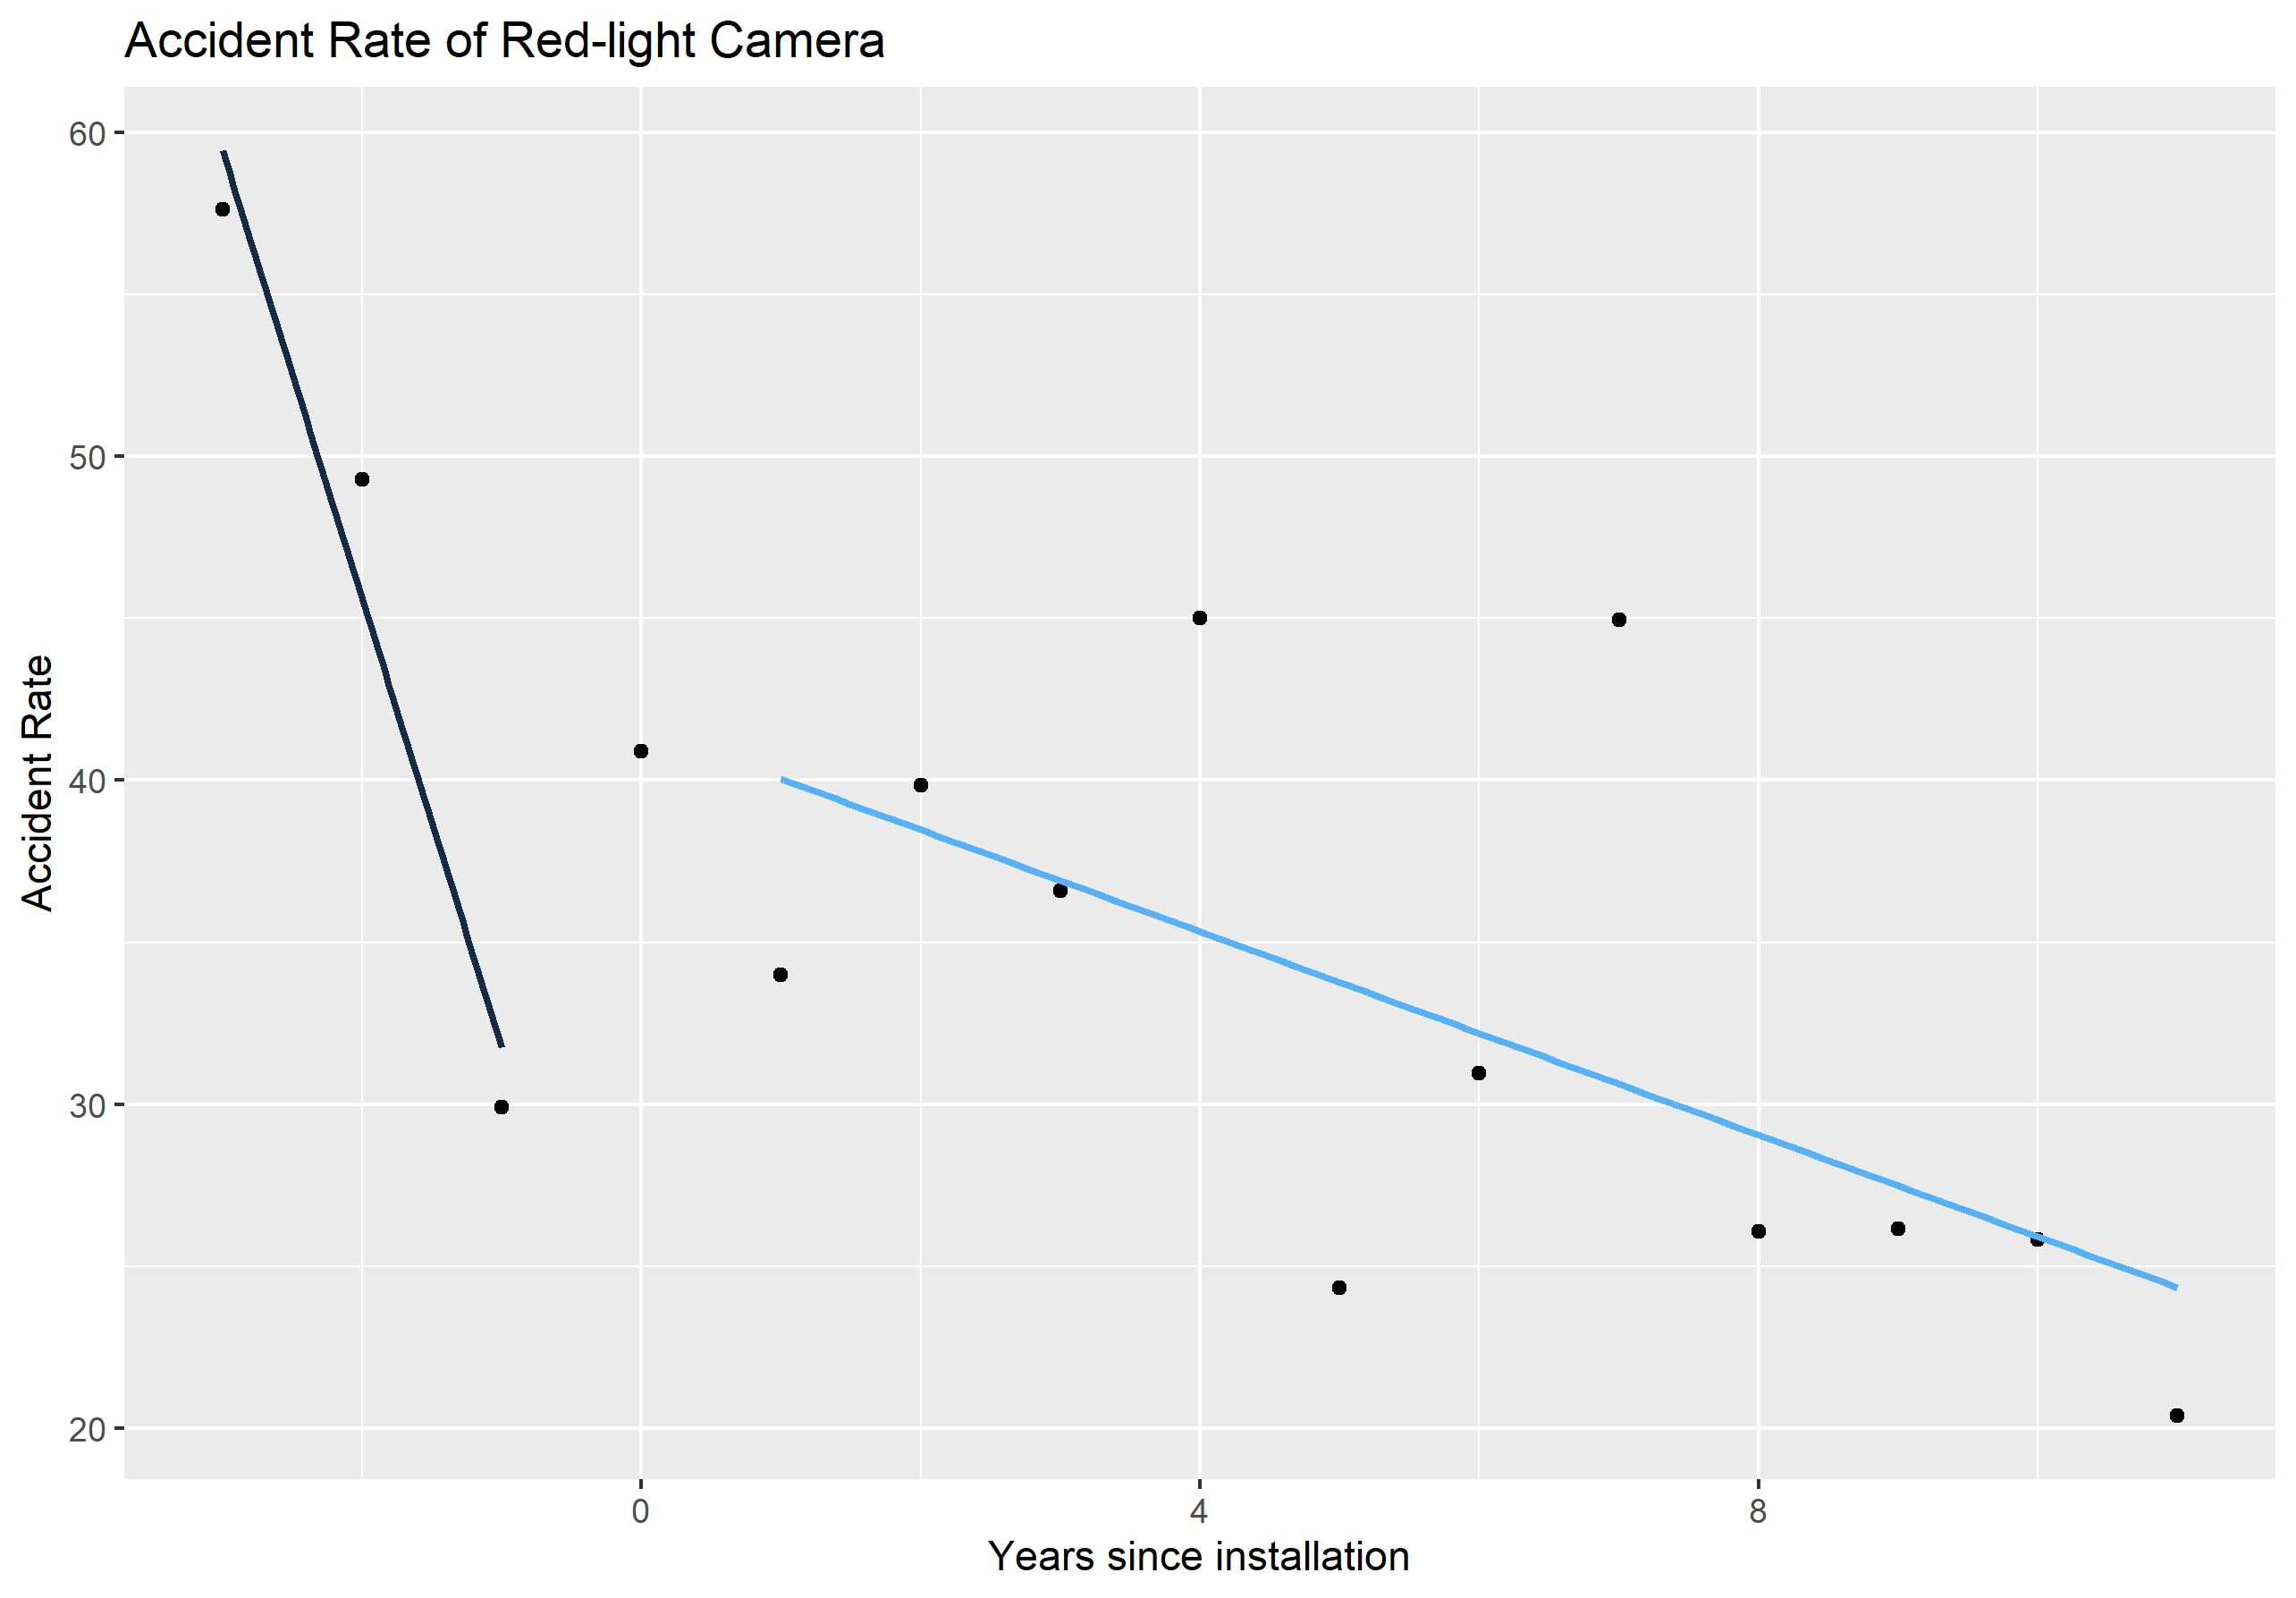 Accident Rate of Red-light Camera
60
50
40
30
20
Accident Rate
0 4 8
Years since installation